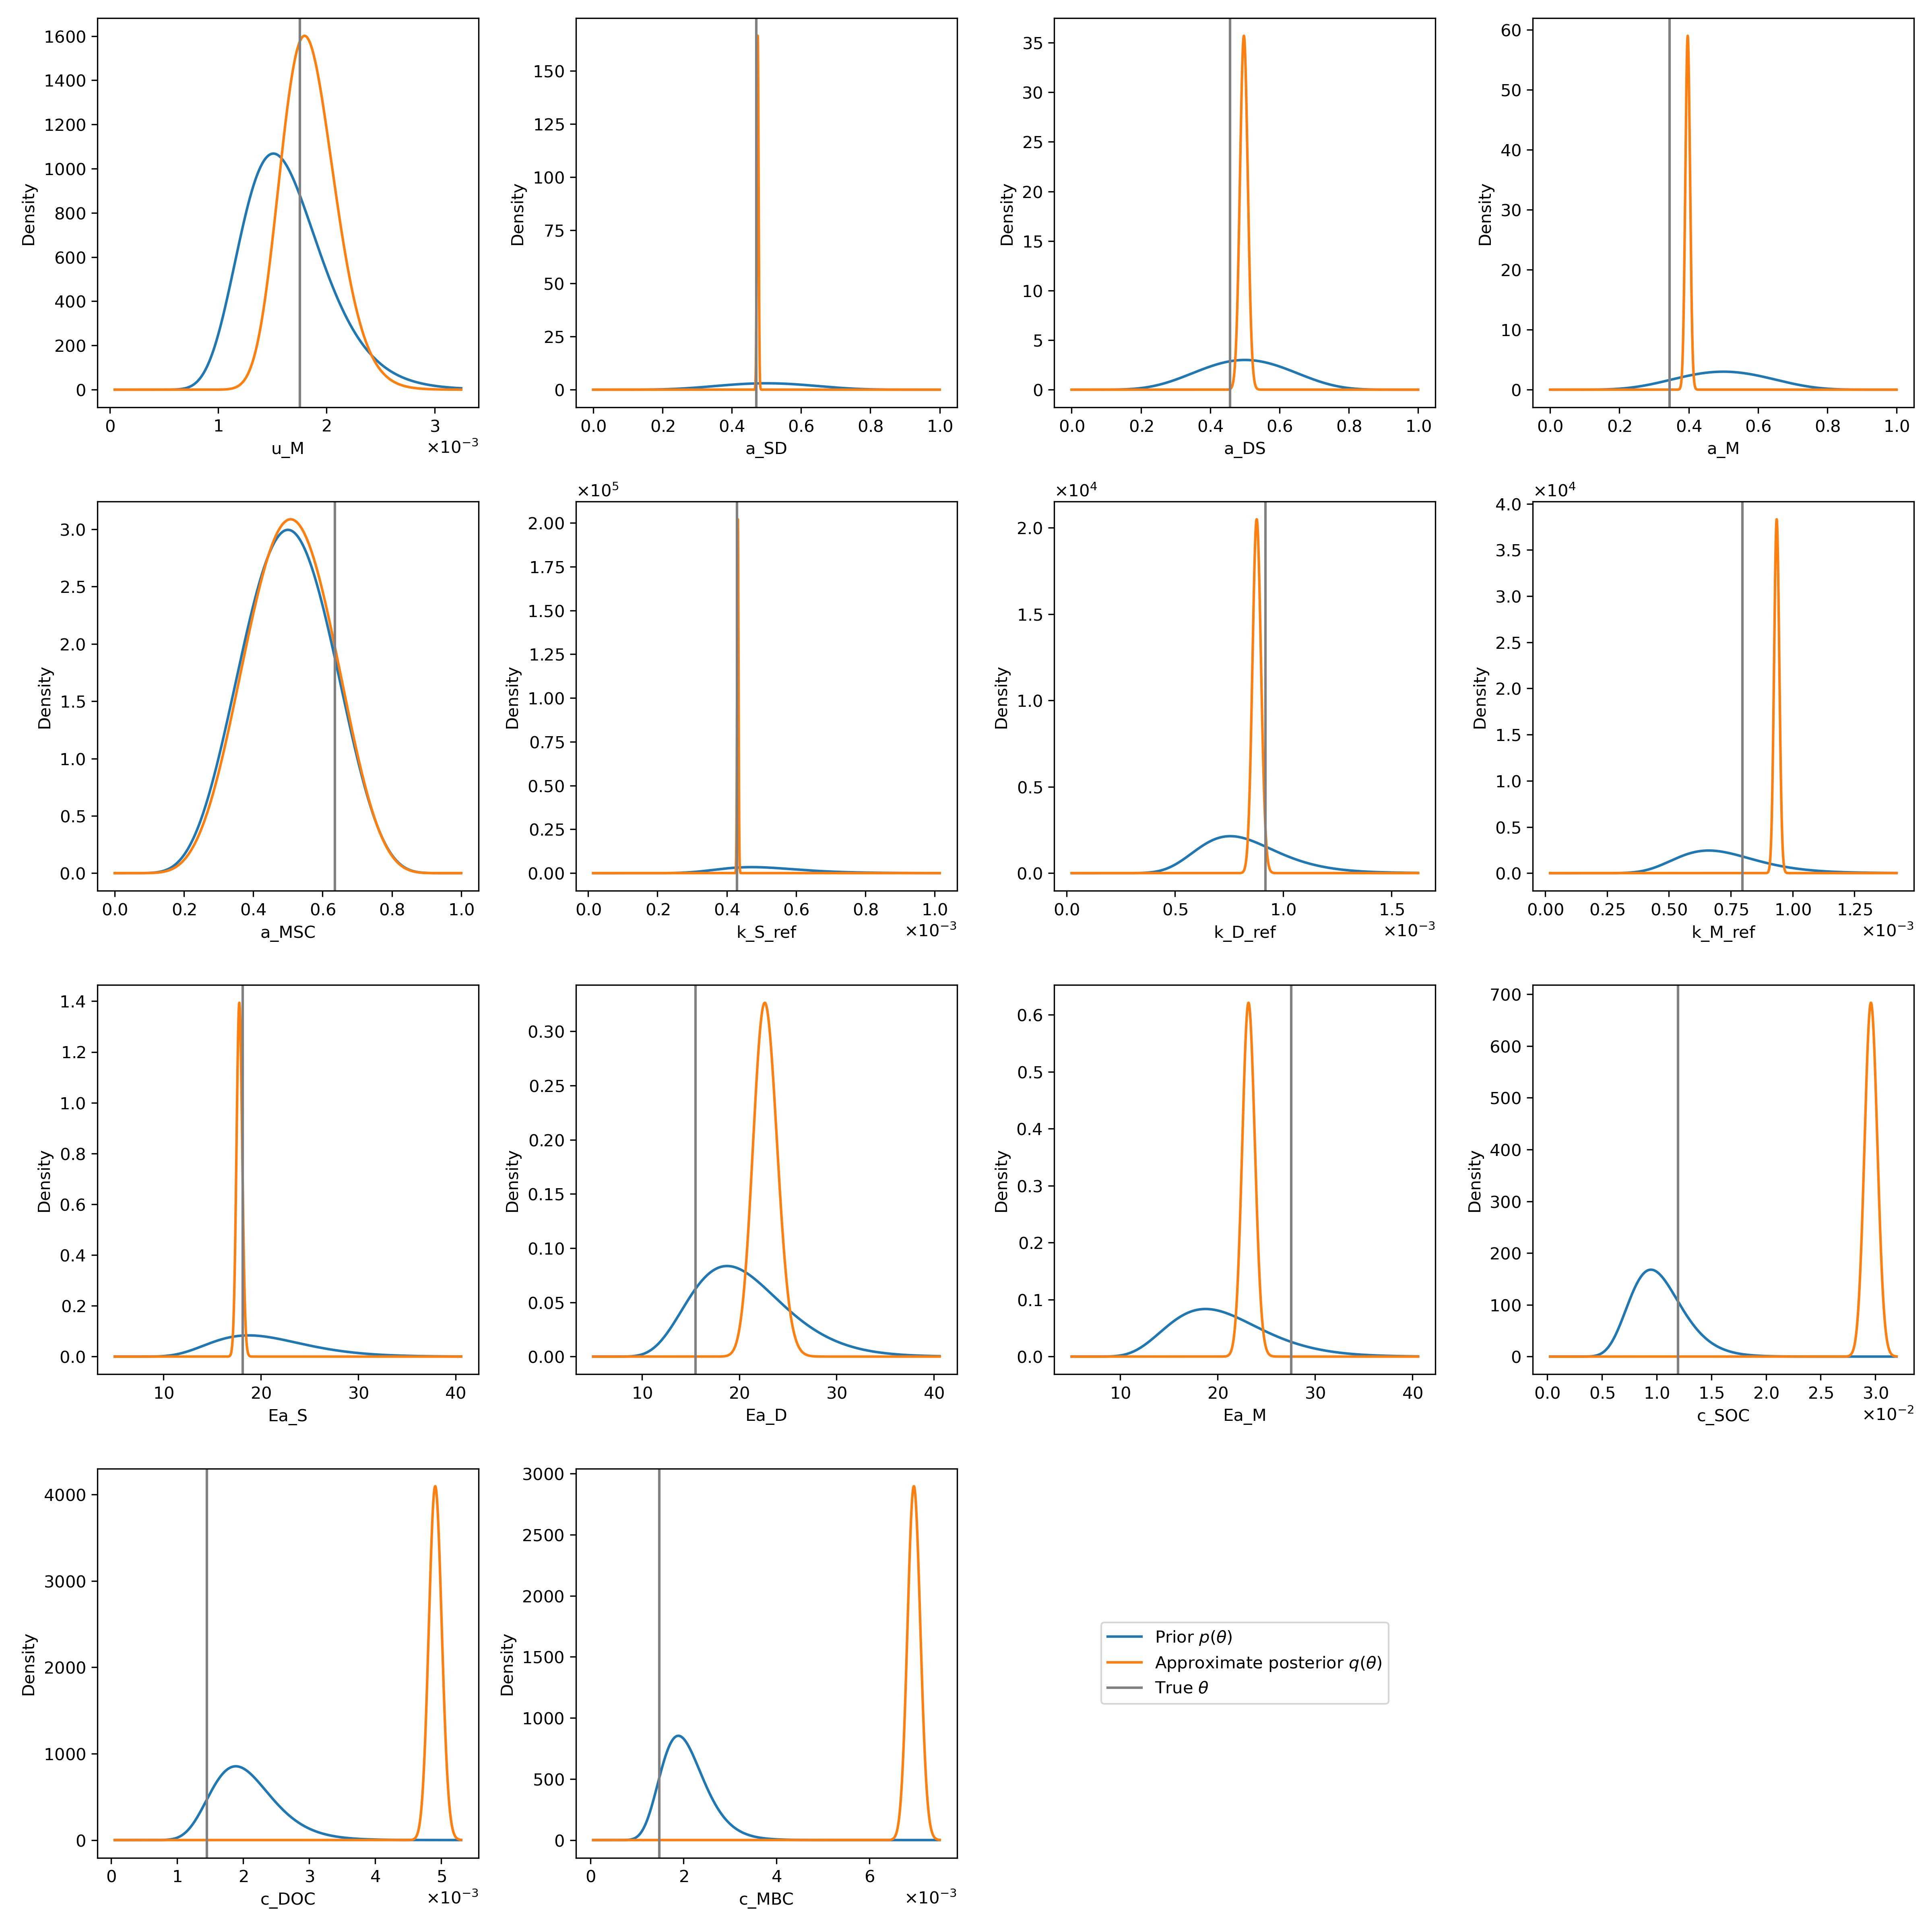 1600
1400
1200
1000
800
600
400
200
0
Density
0 1 2 3
×10⁻³
u_M
150
125
100
75
50
25
0
Density
0.0 0.2 0.4 0.6 0.8 1.0
a_SD
35
30
25
20
15
10
5
0
Density
0.0 0.2 0.4 0.6 0.8 1.0
a_DS
60
50
40
30
20
10
0
Density
0.0 0.2 0.4 0.6 0.8 1.0
a_M
3.0
2.5
2.0
1.5
1.0
0.5
0.0
Density
0.0 0.2 0.4 0.6 0.8 1.0
a_MSC
×10⁵
2.00
1.75
1.50
1.25
1.00
0.75
0.50
0.25
0.00
Density
0.0 0.2 0.4 0.6 0.8 1.0
×10⁻³
k_S_ref
×10⁴
2.0
1.5
1.0
0.5
0.0
Density
0.0 0.5 1.0 1.5
×10⁻³
k_D_ref
×10⁴
4.0
3.5
3.0
2.5
2.0
1.5
1.0
0.5
0.0
Density
0.00 0.25 0.50 0.75 1.00 1.25
×10⁻³
k_M_ref
1.4
1.2
1.0
0.8
0.6
0.4
0.2
0.0
Density
10 20 30 40
Ea_S
0.30
0.25
0.20
0.15
0.10
0.05
0.00
Density
10 20 30 40
Ea_D
0.6
0.5
0.4
0.3
0.2
0.1
0.0
Density
10 20 30 40
Ea_M
700
600
500
400
300
200
100
0
Density
0.0 0.5 1.0 1.5 2.0 2.5 3.0
×10⁻²
c_SOC
4000
3000
2000
1000
0
Density
0 1 2 3 4 5
×10⁻³
c_DOC
3000
2500
2000
1500
1000
500
0
Density
0 2 4 6
×10⁻³
c_MBC
Prior p(θ)
Approximate posterior q(θ)
True θ